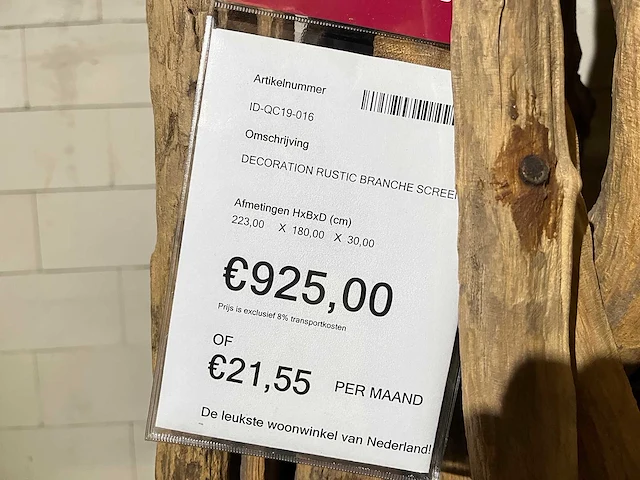 Artikelnummer
ID-QC19-016
Omschrijving
DECORATION RUSTIC BRANCHE SCREEN
Afmetingen HxBxD (cm)
223,00 X 180,00 X 30,00
€925,00
Prijs is exclusief 8% transportkosten
OF
€21,55 PER MAAND
De leukste woonwinkel van Nederland!